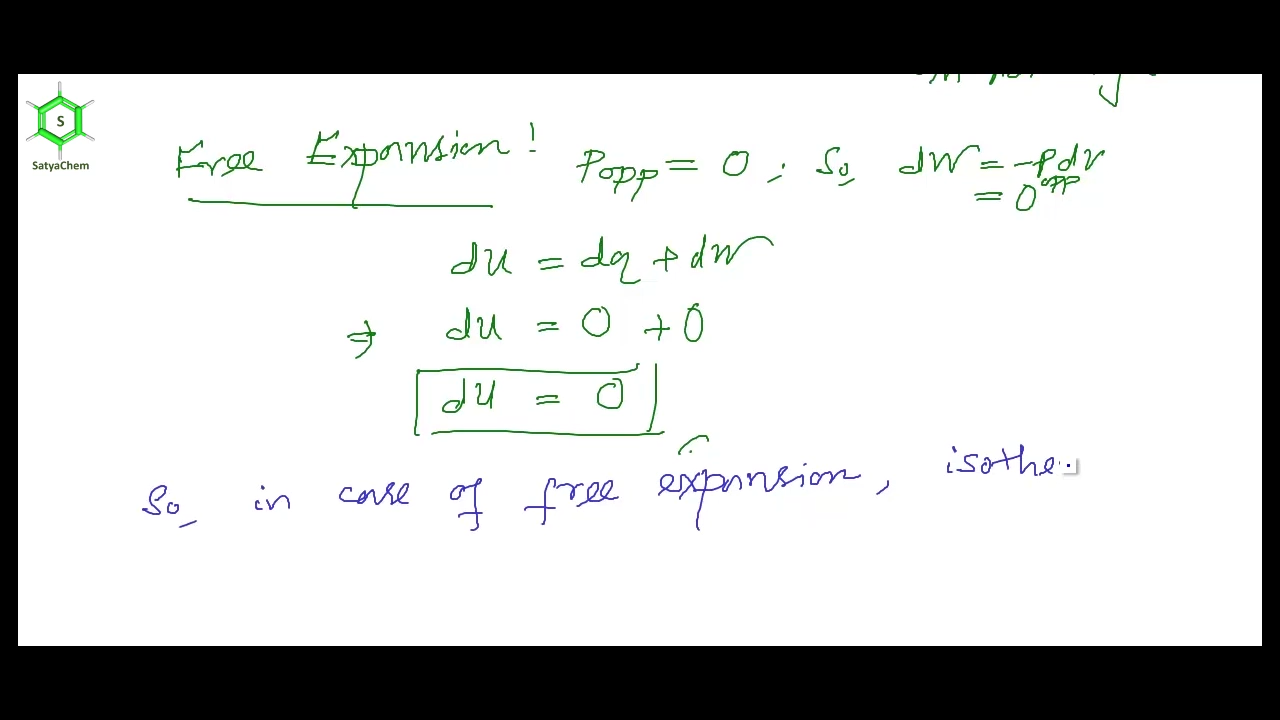 S
SatyaChem
Free Expansion! Popp = 0 ; So dW = -Poppdv
= 0
du = dq + dW
⇒ du = 0 + 0
du = 0
So in case of free expansion, isothe